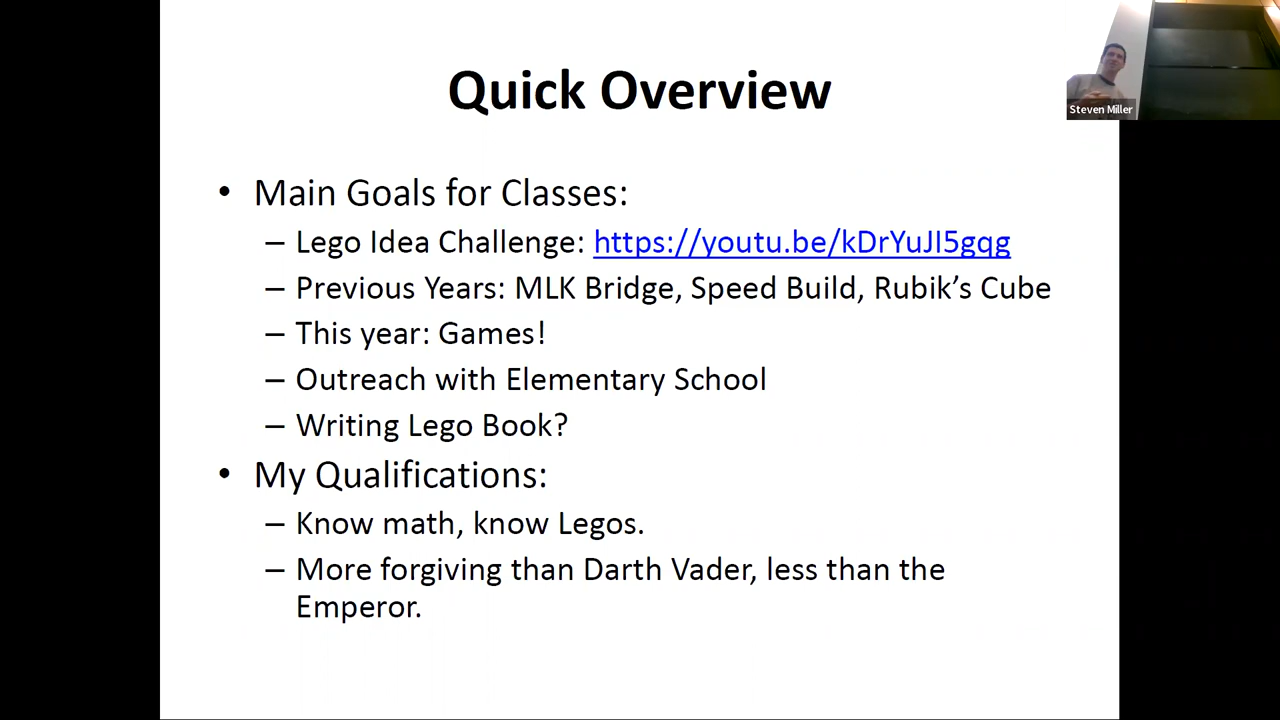 Quick Overview
Steven Miller
• Main Goals for Classes:
– Lego Idea Challenge: https://youtu.be/kDrYuJI5gqg
– Previous Years: MLK Bridge, Speed Build, Rubik’s Cube
– This year: Games!
– Outreach with Elementary School
– Writing Lego Book?
• My Qualifications:
– Know math, know Legos.
– More forgiving than Darth Vader, less than the
Emperor.